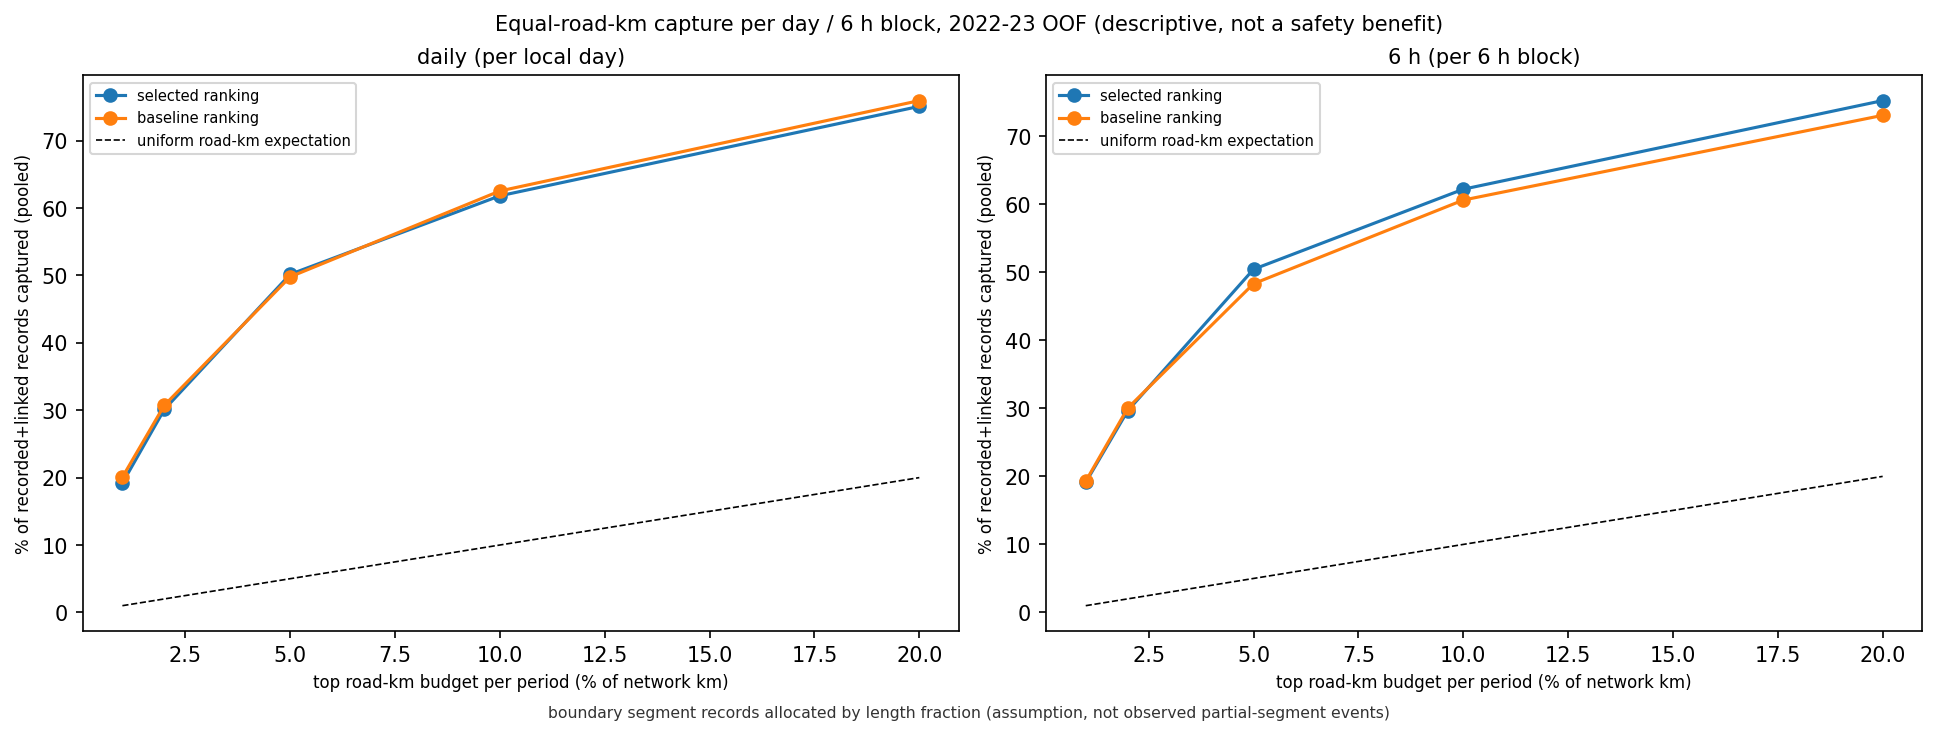 Equal-road-km capture per day / 6 h block, 2022-23 OOF (descriptive, not a safety benefit)
daily (per local day)
selected ranking
baseline ranking
uniform road-km expectation
% of recorded+linked records captured (pooled)
70
60
50
40
30
20
10
0
2.5 5.0 7.5 10.0 12.5 15.0 17.5 20.0
top road-km budget per period (% of network km)
6 h (per 6 h block)
selected ranking
baseline ranking
uniform road-km expectation
% of recorded+linked records captured (pooled)
70
60
50
40
30
20
10
0
2.5 5.0 7.5 10.0 12.5 15.0 17.5 20.0
top road-km budget per period (% of network km)
boundary segment records allocated by length fraction (assumption, not observed partial-segment events)